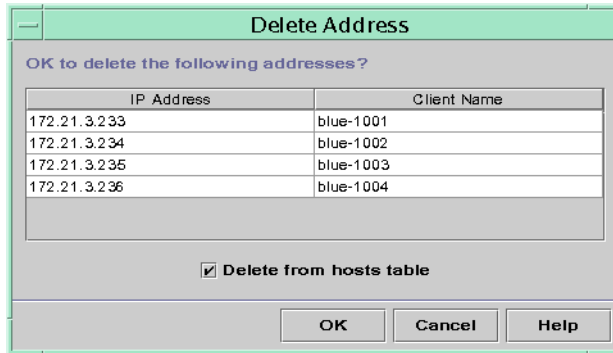 Delete Address
OK to delete the following addresses?
IP Address Client Name
172.21.3.233 blue-1001
172.21.3.234 blue-1002
172.21.3.235 blue-1003
172.21.3.236 blue-1004
Delete from hosts table
OK Cancel Help